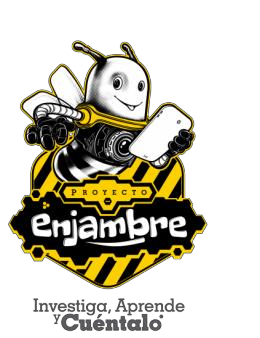 PROYECTO
enjambre
Investiga, Aprende
y Cuéntalo